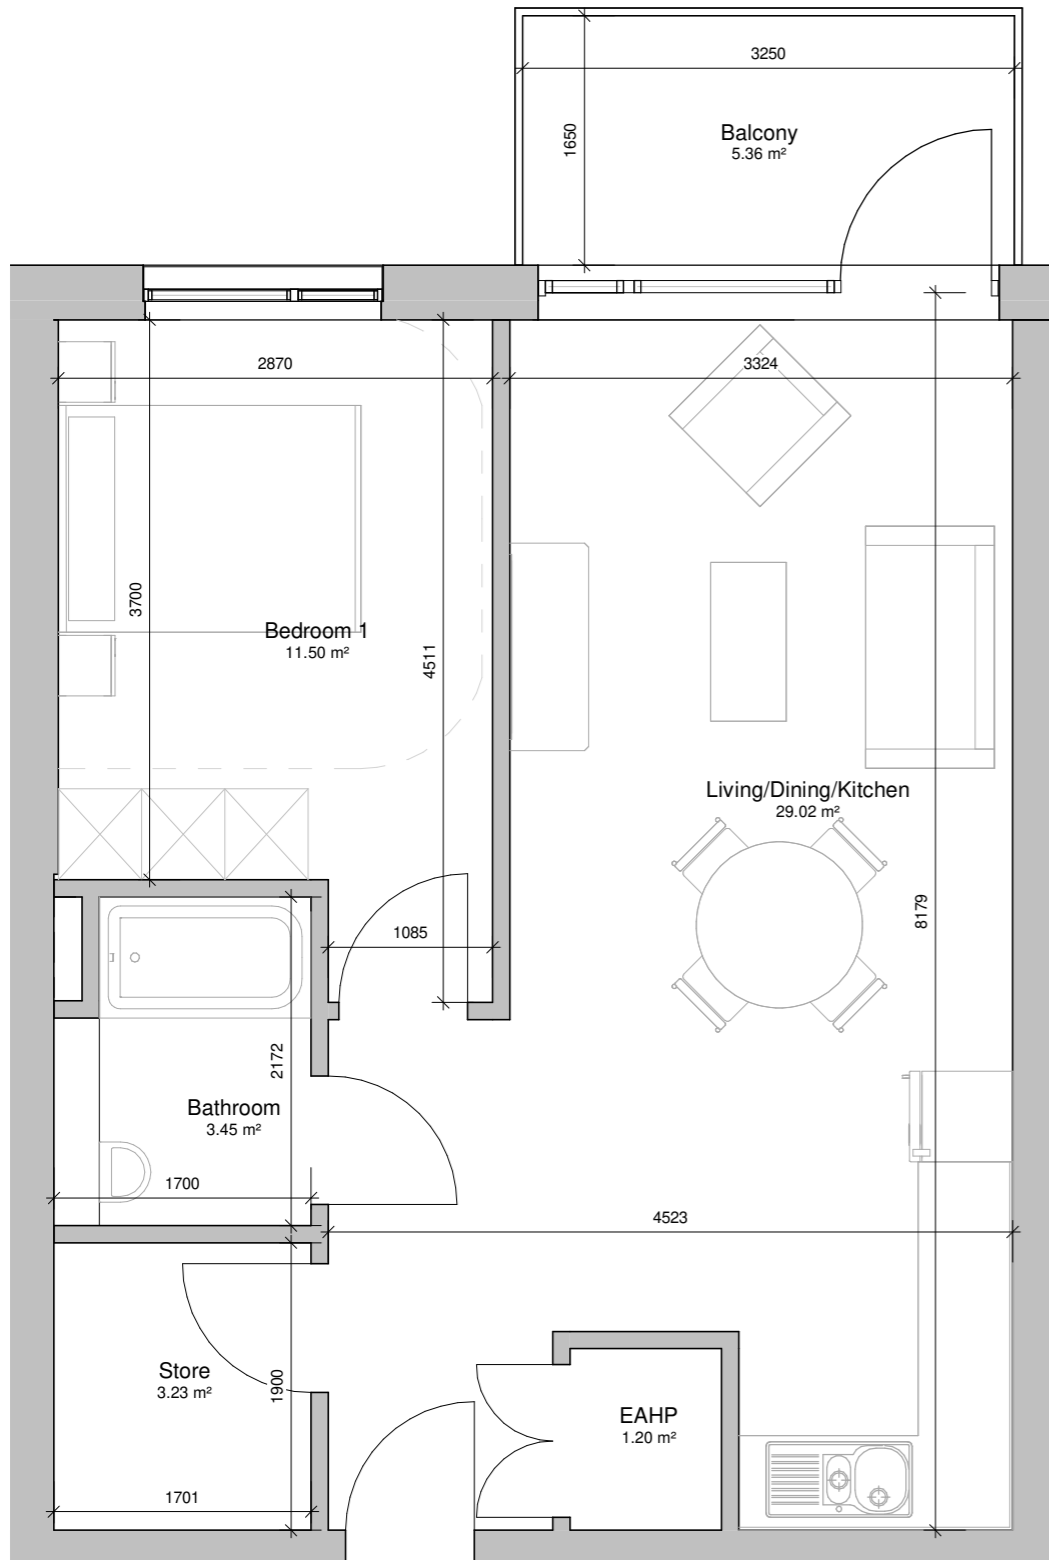 3250
1650
Balcony
5.36 m²
2870
3324
3700
Bedroom 1
11.50 m²
4511
Living/Dining/Kitchen
29.02 m²
8179
1085
2172
Bathroom
3.45 m²
1700
4523
Store
3.23 m²
1900
EAHP
1.20 m²
1701